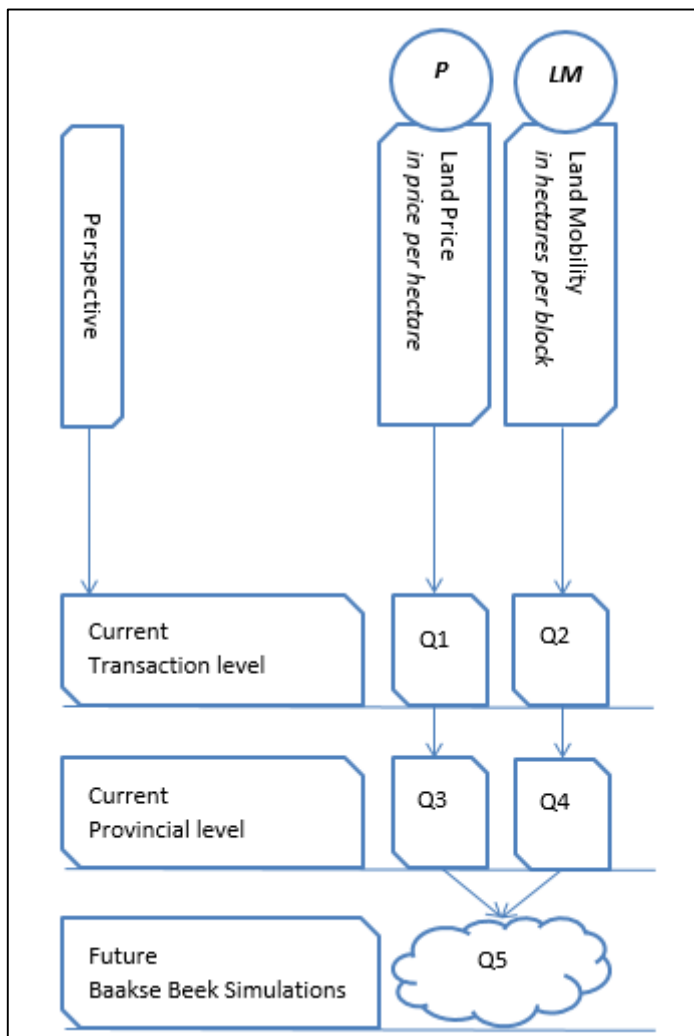 P
LM
Perspective
Land Price
in price per hectare
Land Mobility
in hectares per block
Current
Transaction level
Q1
Q2
Current
Provincial level
Q3
Q4
Future
Baakse Beek Simulations
Q5